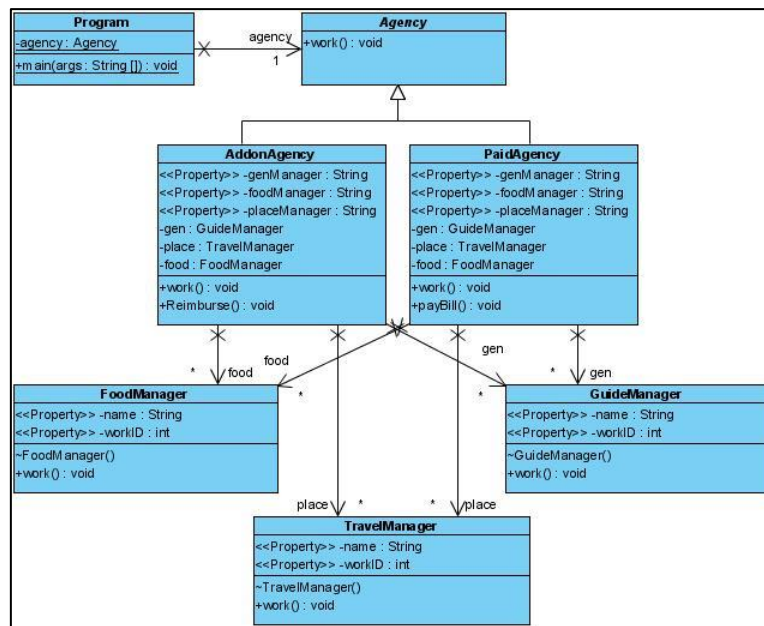 Program
-agency : Agency
+main(args : String []) : void
agency
1
Agency
+work() : void
AddonAgency
<<Property>> -genManager : String
<<Property>> -foodManager : String
<<Property>> -placeManager : String
-gen : GuideManager
-place : TravelManager
-food : FoodManager
+work() : void
+Reimburse() : void
PaidAgency
<<Property>> -genManager : String
<<Property>> -foodManager : String
<<Property>> -placeManager : String
-gen : GuideManager
-place : TravelManager
-food : FoodManager
+work() : void
+payBill() : void
* food
food
*
gen
*
* gen
FoodManager
<<Property>> -name : String
<<Property>> -workID : int
~FoodManager()
+work() : void
GuideManager
<<Property>> -name : String
<<Property>> -workID : int
~GuideManager()
+work() : void
place *
* place
TravelManager
<<Property>> -name : String
<<Property>> -workID : int
~TravelManager()
+work() : void